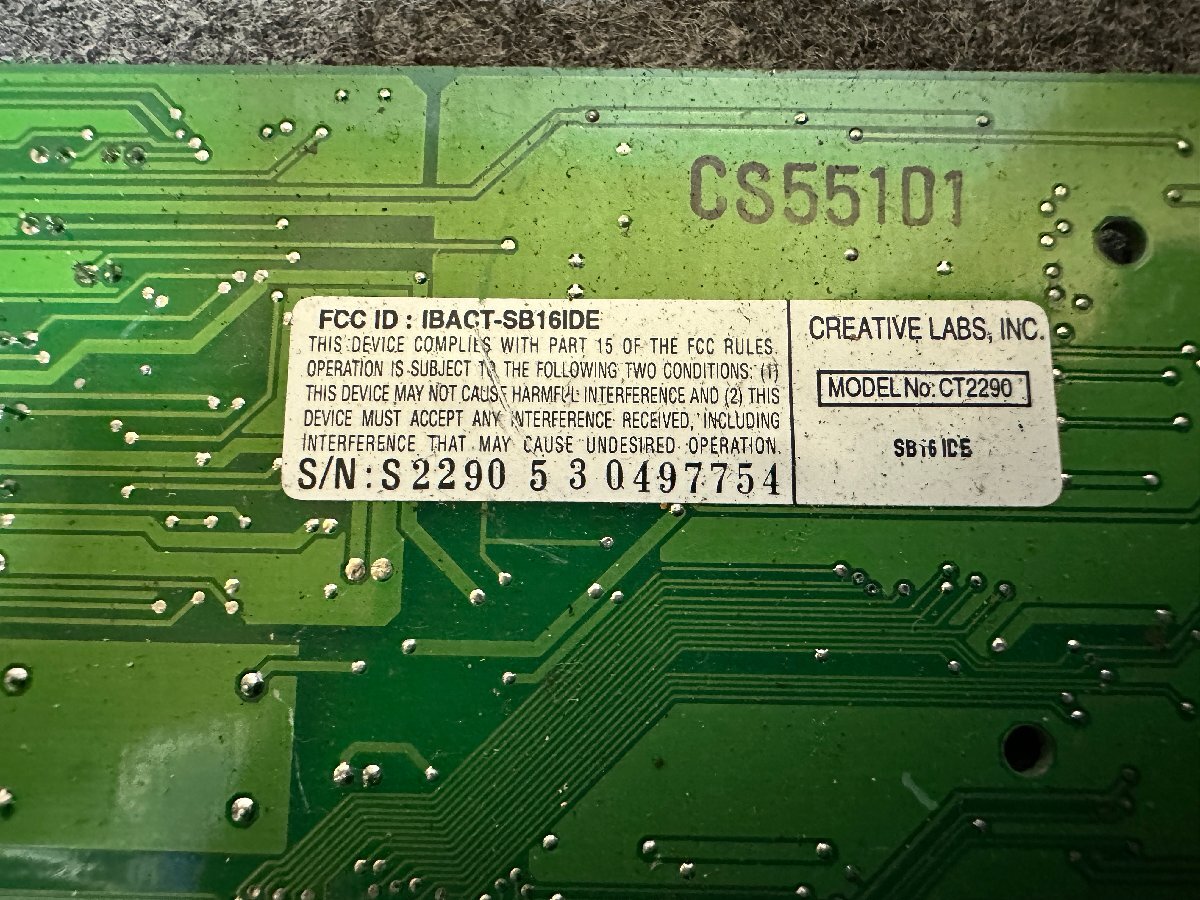 CS55101
FCC ID : IBACT-SB16IDE
THIS DEVICE COMPLIES WITH PART 15 OF THE FCC RULES.
OPERATION IS SUBJECT TO THE FOLLOWING TWO CONDITIONS: (1)
THIS DEVICE MAY NOT CAUSE HARMFUL INTERFERENCE AND (2) THIS
DEVICE MUST ACCEPT ANY INTERFERENCE RECEIVED, INCLUDING
INTERFERENCE THAT MAY CAUSE UNDESIRED OPERATION.
S/N: S 2290 5 3 0497754
CREATIVE LABS, INC.
MODEL No: CT2290
SB16 IDE